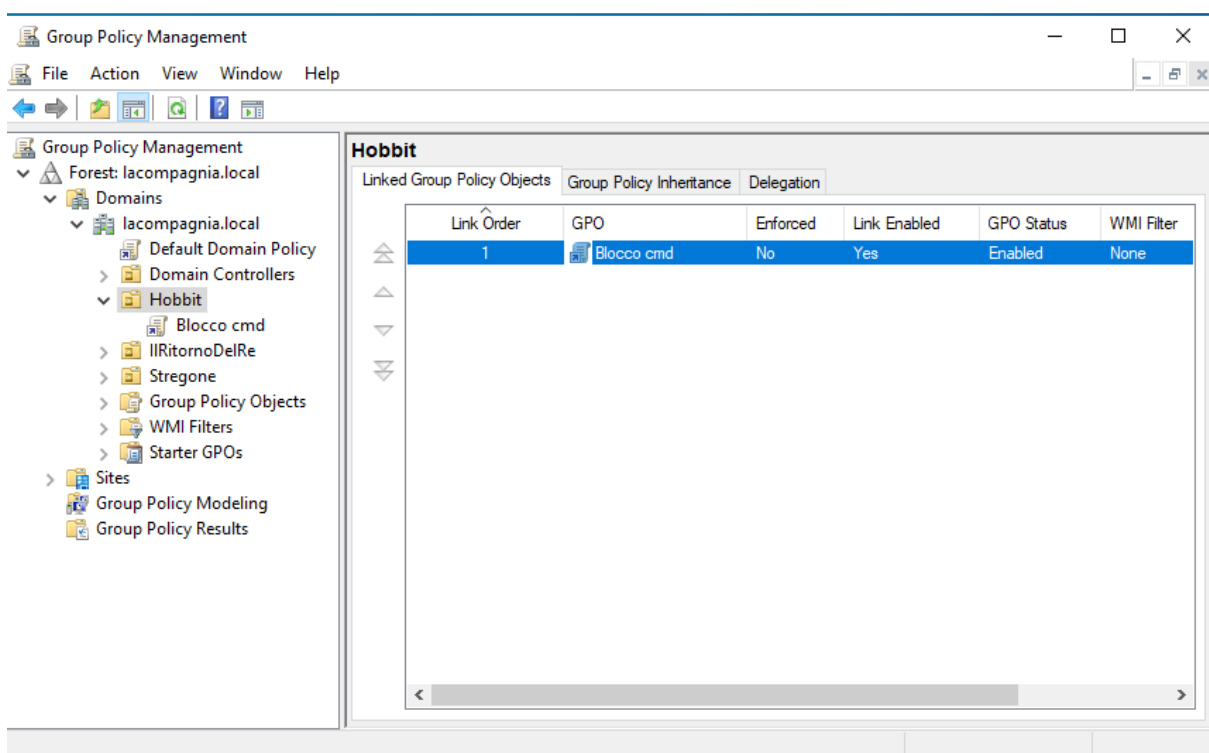 Group Policy Management
File Action View Window Help
Group Policy Management
Forest: lacompagnia.local
Domains
lacompagnia.local
Default Domain Policy
Domain Controllers
Hobbit
Blocco cmd
IlRitornoDelRe
Stregone
Group Policy Objects
WMI Filters
Starter GPOs
Sites
Group Policy Modeling
Group Policy Results
Hobbit
Linked Group Policy Objects Group Policy Inheritance Delegation
Link Order GPO Enforced Link Enabled GPO Status WMI Filter
1 Blocco cmd No Yes Enabled None